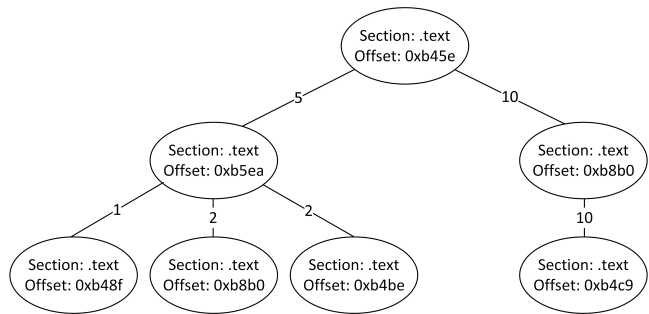 Section: .text
Offset: 0xb45e
5
10
Section: .text
Offset: 0xb5ea
Section: .text
Offset: 0xb8b0
1
2
2
10
Section: .text
Offset: 0xb48f
Section: .text
Offset: 0xb8b0
Section: .text
Offset: 0xb4be
Section: .text
Offset: 0xb4c9